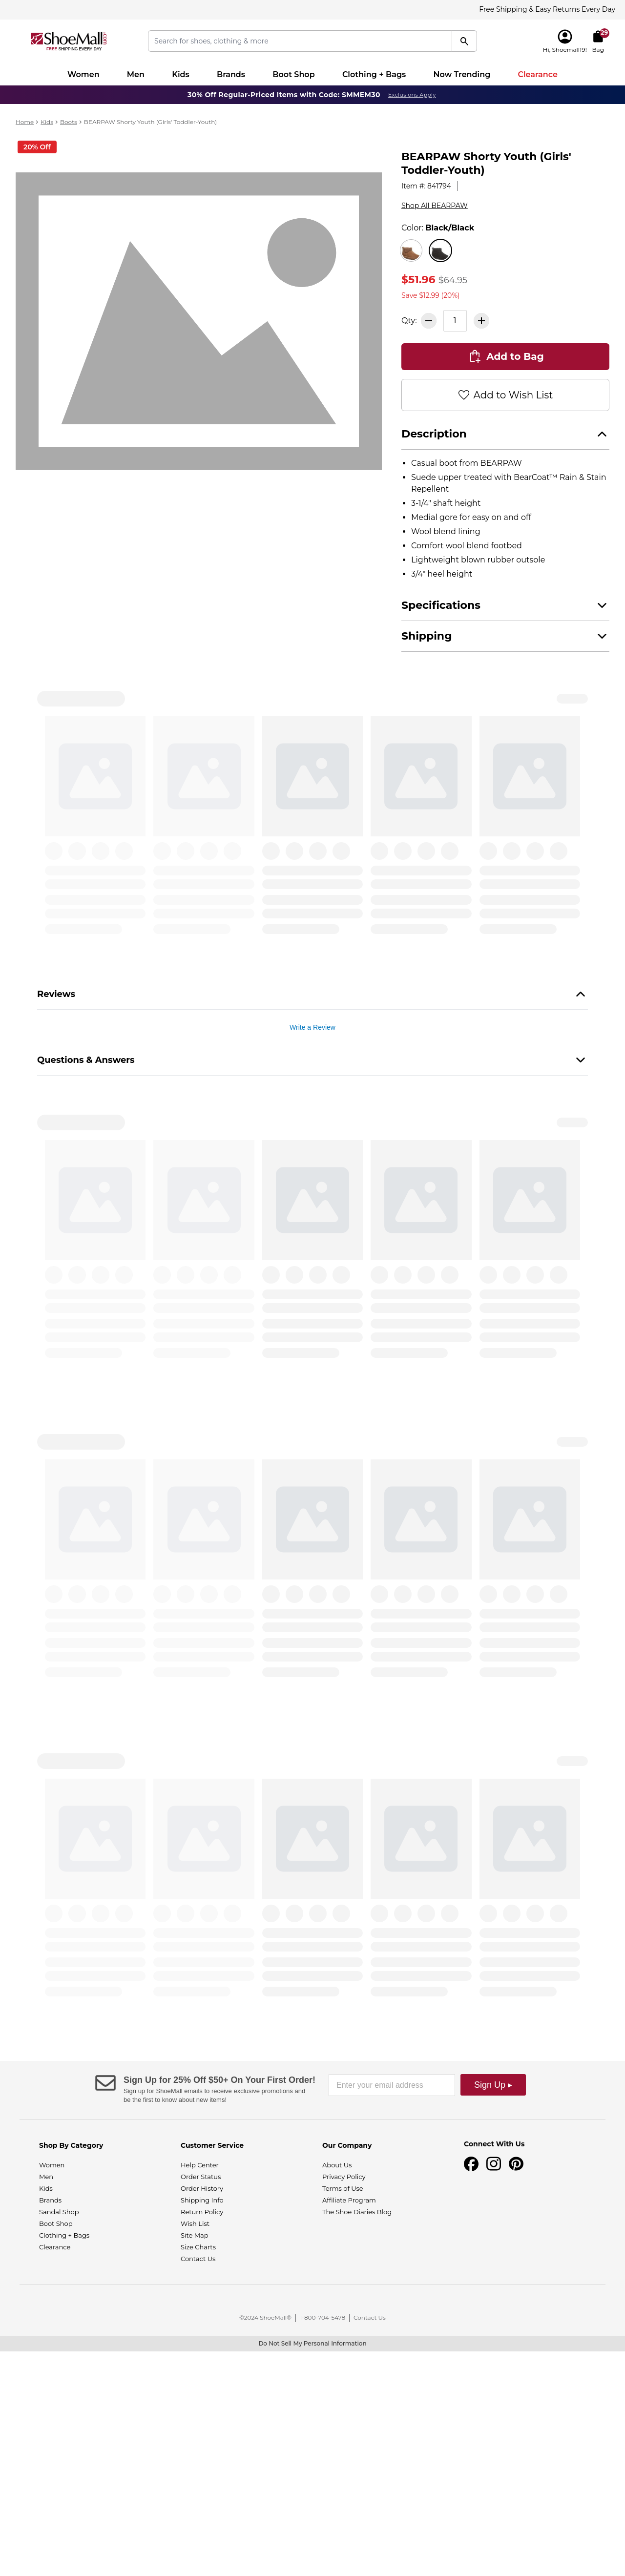 Free Shipping & Easy Returns Every Day
ShoeMall
FREE SHIPPING EVERY DAY
Search for shoes, clothing & more
Hi, Shoemall19!
29
Bag
Women Men Kids Brands Boot Shop Clothing + Bags Now Trending Clearance
30% Off Regular-Priced Items with Code: SMMEM30 Exclusions Apply
Home > Kids > Boots > BEARPAW Shorty Youth (Girls' Toddler-Youth)
20% Off
BEARPAW Shorty Youth (Girls'
Toddler-Youth)
Item #: 841794
Shop All BEARPAW
Color: Black/Black
$51.96 $64.95
Save $12.99 (20%)
Qty: 1
Add to Bag
Add to Wish List
Description
• Casual boot from BEARPAW
• Suede upper treated with BearCoat™ Rain & Stain
Repellent
• 3-1/4" shaft height
• Medial gore for easy on and off
• Wool blend lining
• Comfort wool blend footbed
• Lightweight blown rubber outsole
• 3/4" heel height
Specifications
Shipping
Reviews
Write a Review
Questions & Answers
Sign Up for 25% Off $50+ On Your First Order!
Sign up for ShoeMall emails to receive exclusive promotions and
be the first to know about new items!
Enter your email address
Sign Up ▸
Shop By Category
Women
Men
Kids
Brands
Sandal Shop
Boot Shop
Clothing + Bags
Clearance
Customer Service
Help Center
Order Status
Order History
Shipping Info
Return Policy
Wish List
Site Map
Size Charts
Contact Us
Our Company
About Us
Privacy Policy
Terms of Use
Affiliate Program
The Shoe Diaries Blog
Connect With Us
©2024 ShoeMall® | 1-800-704-5478 | Contact Us
Do Not Sell My Personal Information